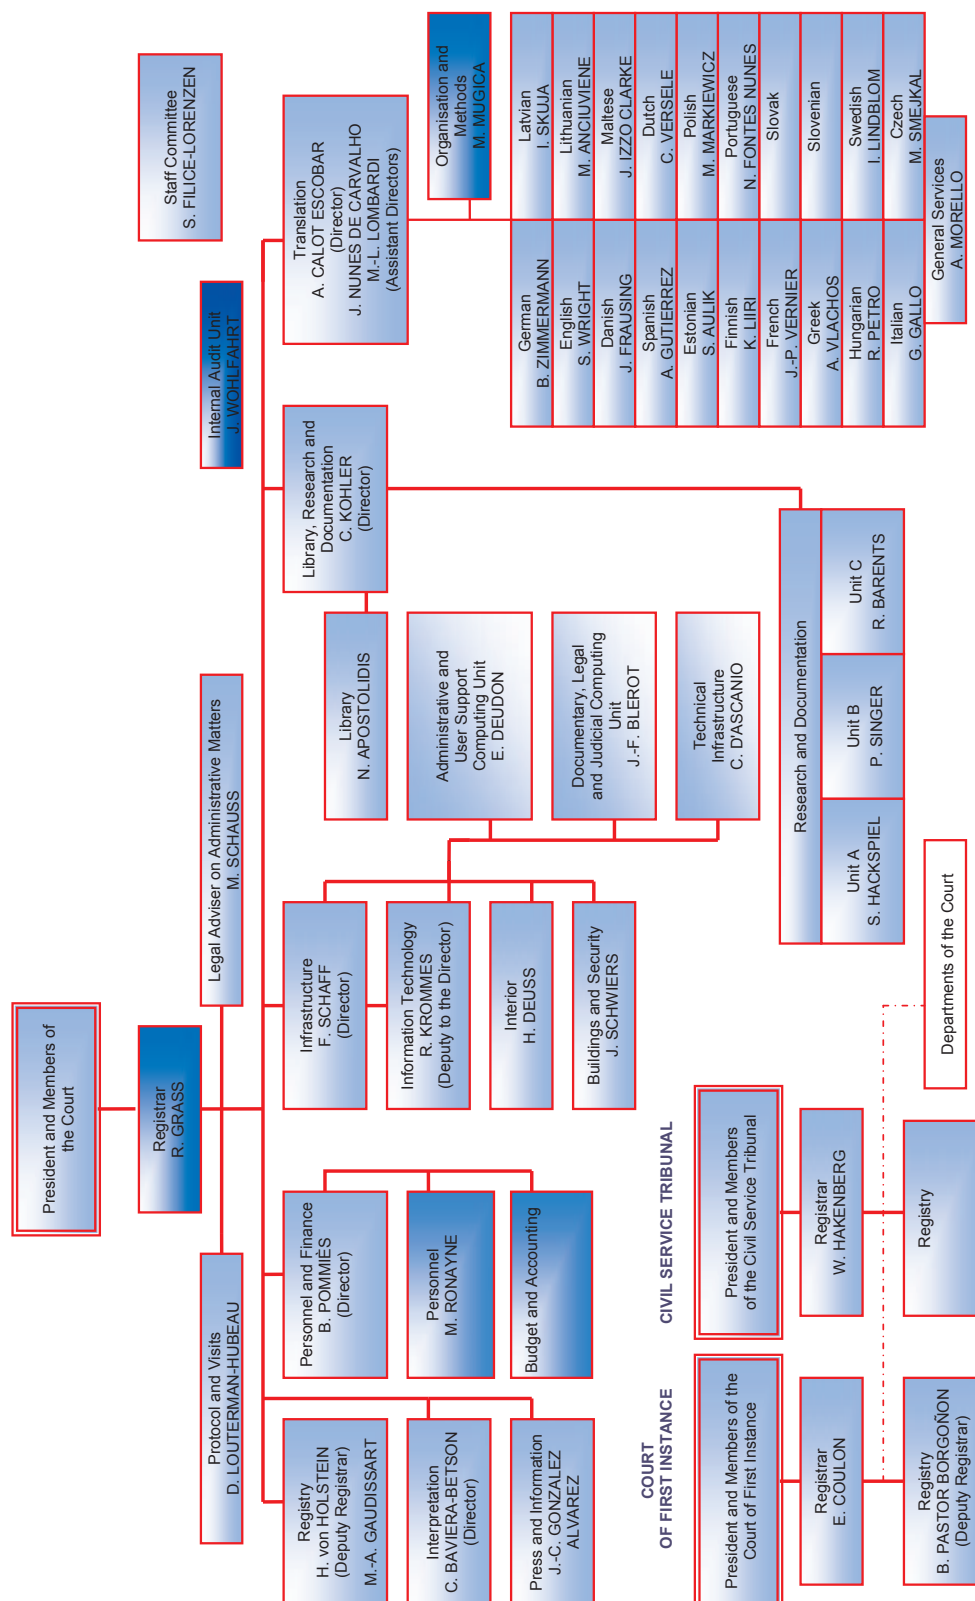 President and Members of
the Court
Registrar
R. GRASS
Protocol and Visits
D. LOUTERMAN-HUBEAU
Legal Adviser on Administrative Matters
M. SCHAUSS
Internal Audit Unit
J. WOHLFAHRT
Staff Committee
S. FILICE-LORENZEN
Registry
H. von HOLSTEIN
(Deputy Registrar)
M.-A. GAUDISSART
Interpretation
C. BAVIERA-BETSON
(Director)
Press and Information
J.-C. GONZALEZ
ALVAREZ
Personnel and Finance
B. POMMIÈS
(Director)
Personnel
M. RONAYNE
Budget and Accounting
Infrastructure
F. SCHAFF
(Director)
Information Technology
R. KROMMES
(Deputy to the Director)
Interior
H. DEUSS
Buildings and Security
J. SCHWIERS
Administrative and
User Support
Computing Unit
E. DEUDON
Documentary, Legal
and Judicial Computing
Unit
J.-F. BLEROT
Technical
Infrastructure
C. D'ASCANIO
Library, Research and
Documentation
C. KOHLER
(Director)
Library
N. APOSTOLIDIS
Research and Documentation
Unit A
S. HACKSPIEL
Unit B
P. SINGER
Unit C
R. BARENTS
Translation
A. CALOT ESCOBAR
(Director)
J. NUNES DE CARVALHO
M.-L. LOMBARDI
(Assistant Directors)
Organisation and
Methods
M. MUGICA
German
B. ZIMMERMANN
Latvian
I. SKUJA
English
S. WRIGHT
Lithuanian
M. ANCIUVIENE
Danish
J. FRAUSING
Maltese
J. IZZO CLARKE
Spanish
A. GUTIERREZ
Dutch
C. VERSELE
Estonian
S. AULIK
Polish
M. MARKIEWICZ
Finnish
K. LIIRI
Portuguese
N. FONTES NUNES
French
J.-P. VERNIER
Slovak
Greek
A. VLACHOS
Slovenian
Hungarian
R. PETRO
Swedish
I. LINDBLOM
Italian
G. GALLO
Czech
M. SMEJKAL
General Services
A. MORELLO
COURT
OF FIRST INSTANCE
President and Members of the
Court of First Instance
Registrar
E. COULON
Registry
B. PASTOR BORGOÑON
(Deputy Registrar)
CIVIL SERVICE TRIBUNAL
President and Members
of the Civil Service Tribunal
Registrar
W. HAKENBERG
Registry
Departments of the Court